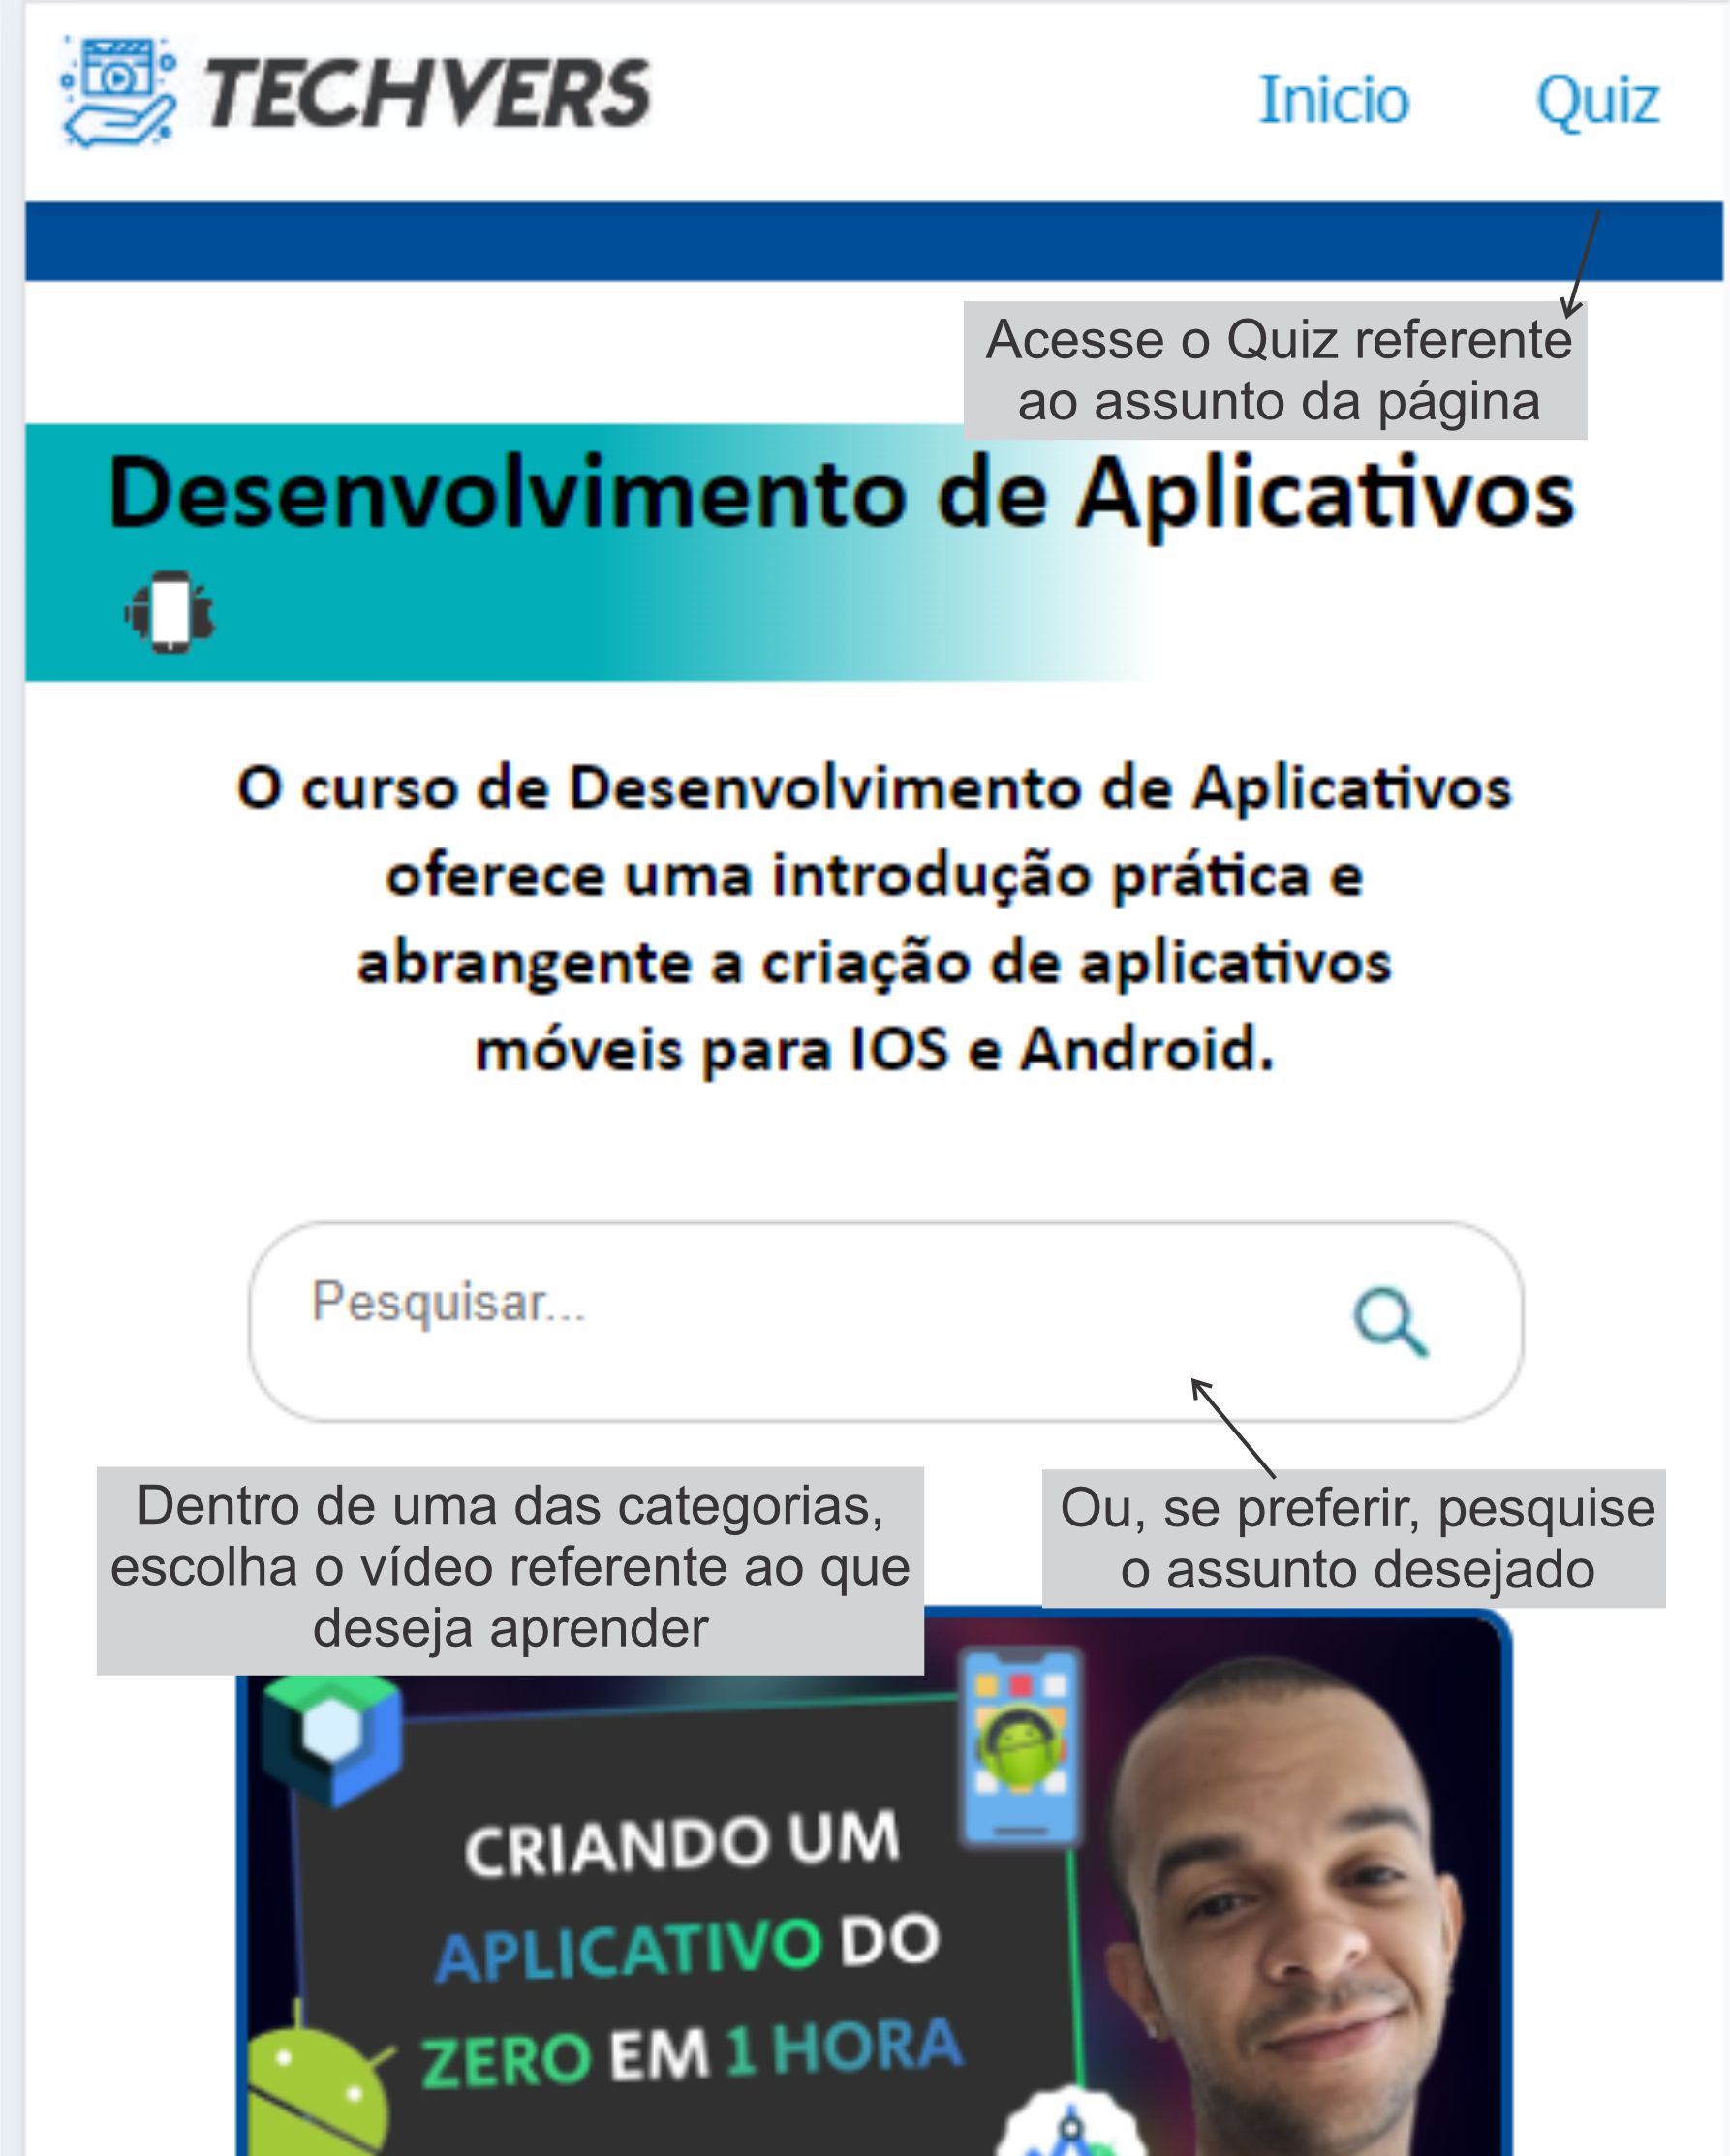 TECHVERS
Inicio Quiz
Acesse o Quiz referente
ao assunto da página
Desenvolvimento de Aplicativos
O curso de Desenvolvimento de Aplicativos
oferece uma introdução prática e
abrangente a criação de aplicativos
móveis para IOS e Android.
Pesquisar...
Dentro de uma das categorias,
escolha o vídeo referente ao que
deseja aprender
Ou, se preferir, pesquise
o assunto desejado
CRIANDO UM
APLICATIVO DO
ZERO EM 1 HORA